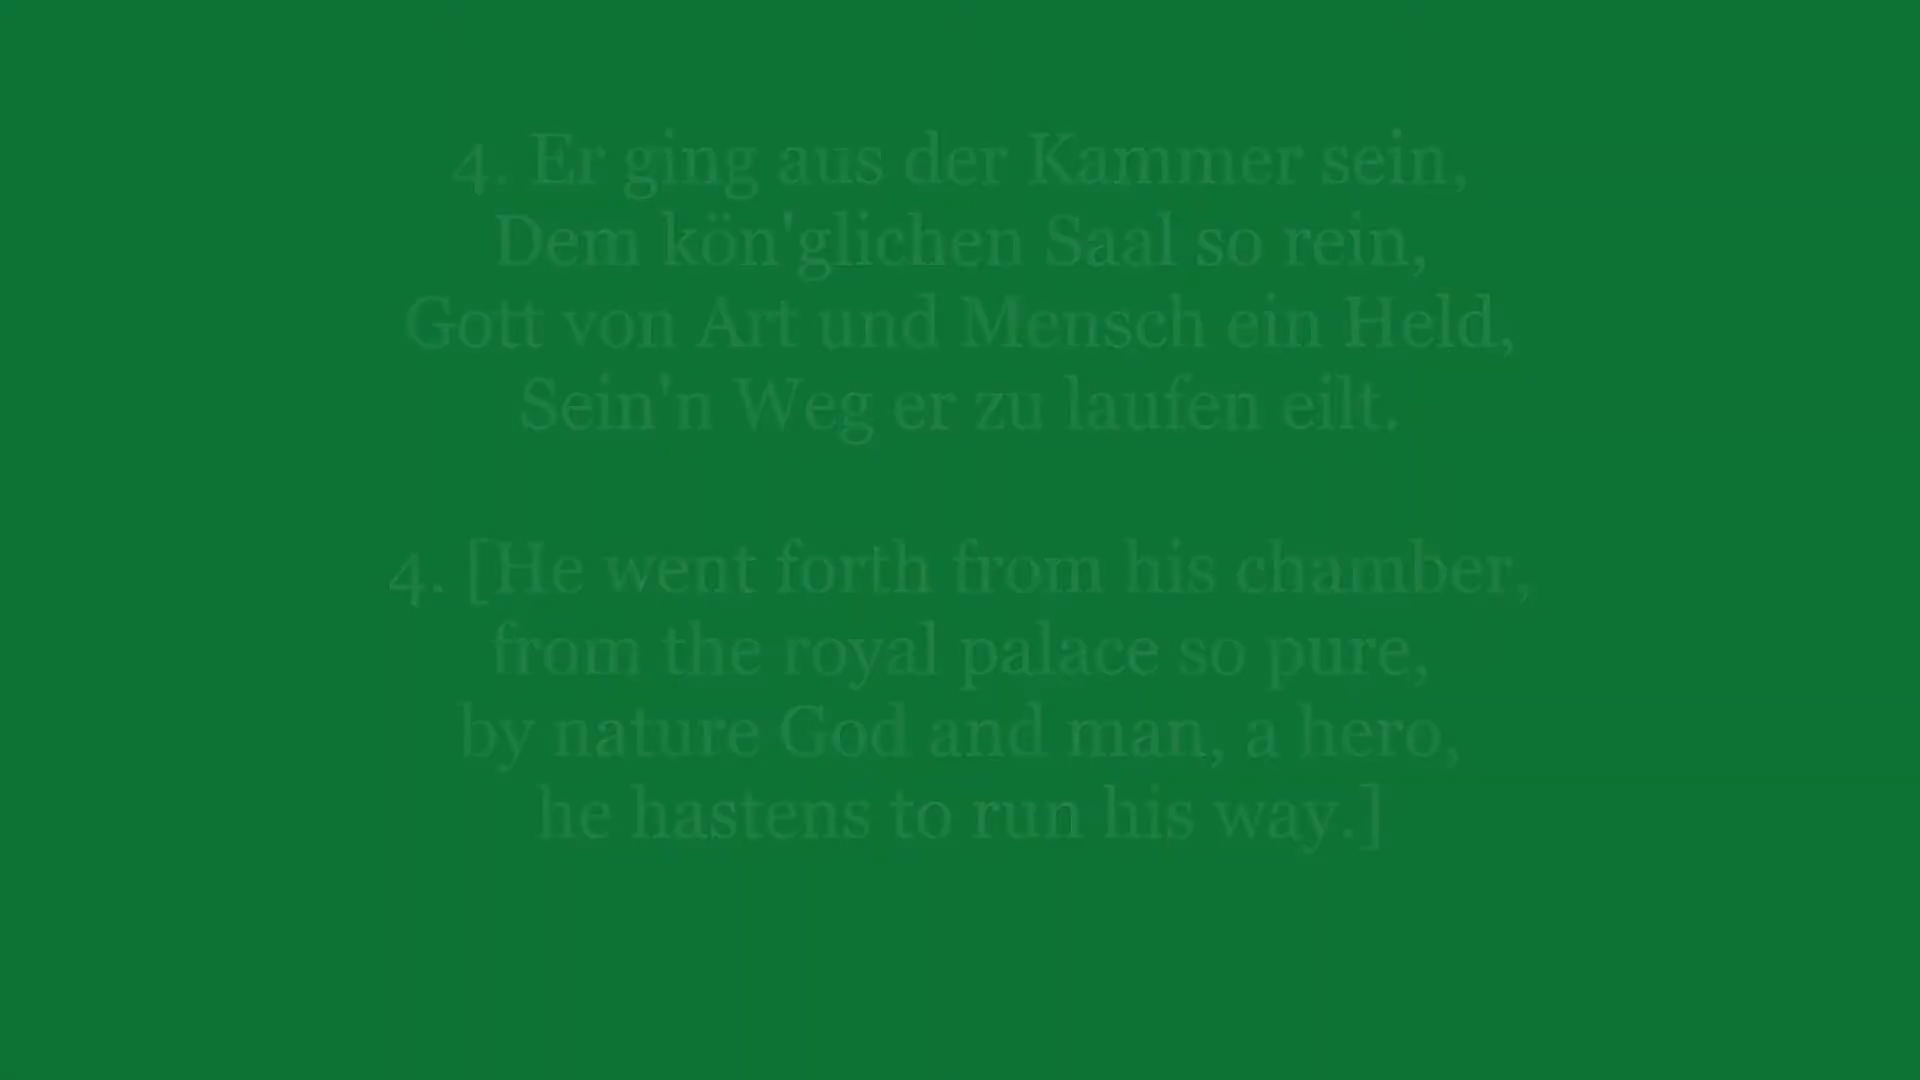 4. Er ging aus der Kammer sein,
Dem kön'glichen Saal so rein,
Gott von Art und Mensch ein Held,
Sein'n Weg er zu laufen eilt.
4. [He went forth from his chamber,
from the royal palace so pure,
by nature God and man, a hero,
he hastens to run his way.]